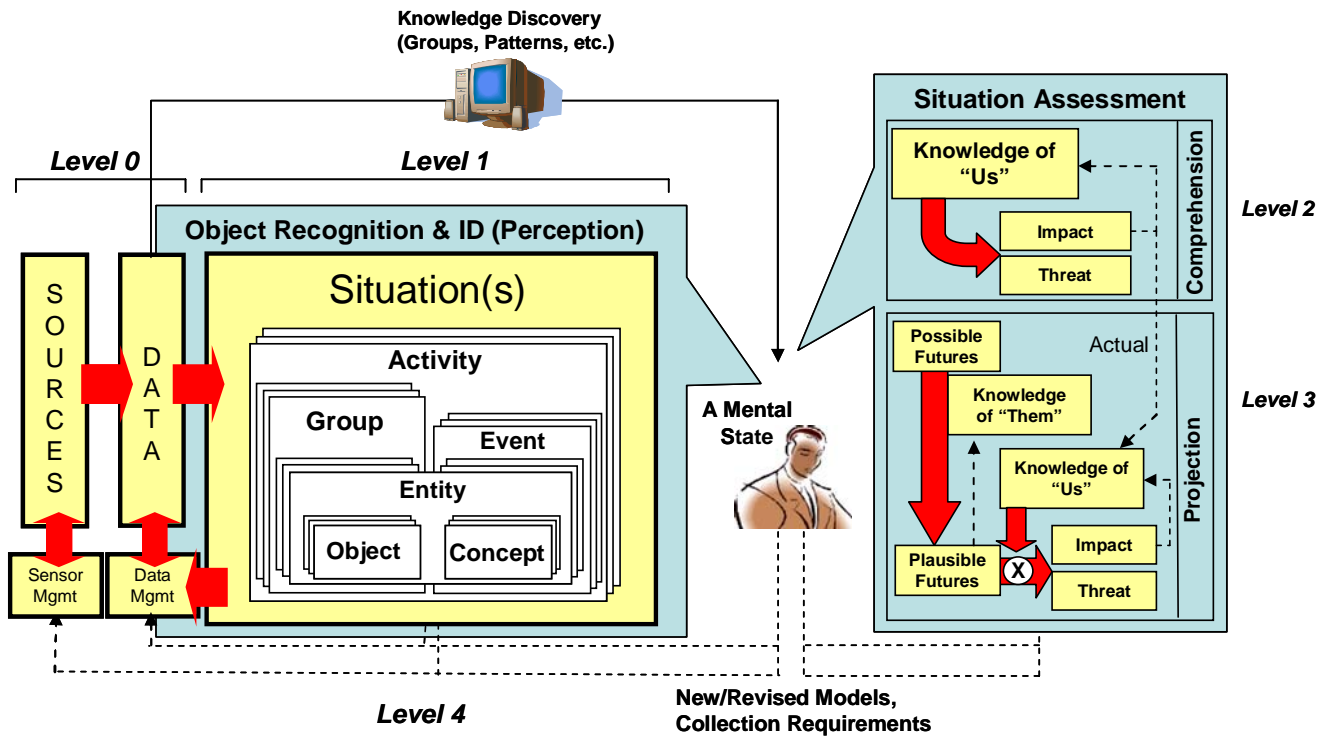 Knowledge Discovery
(Groups, Patterns, etc.)
Level 0
Level 1
Object Recognition & ID (Perception)
SOURCES
DATA
Sensor
Mgmt
Data
Mgmt
Situation(s)
Activity
Group
Event
Entity
Object
Concept
A Mental
State
Situation Assessment
Knowledge of
“Us”
Impact
Threat
Comprehension
Level 2
Possible
Futures
Actual
Knowledge
of “Them”
Knowledge of
“Us”
Plausible
Futures
X
Impact
Threat
Projection
Level 3
New/Revised Models,
Collection Requirements
Level 4